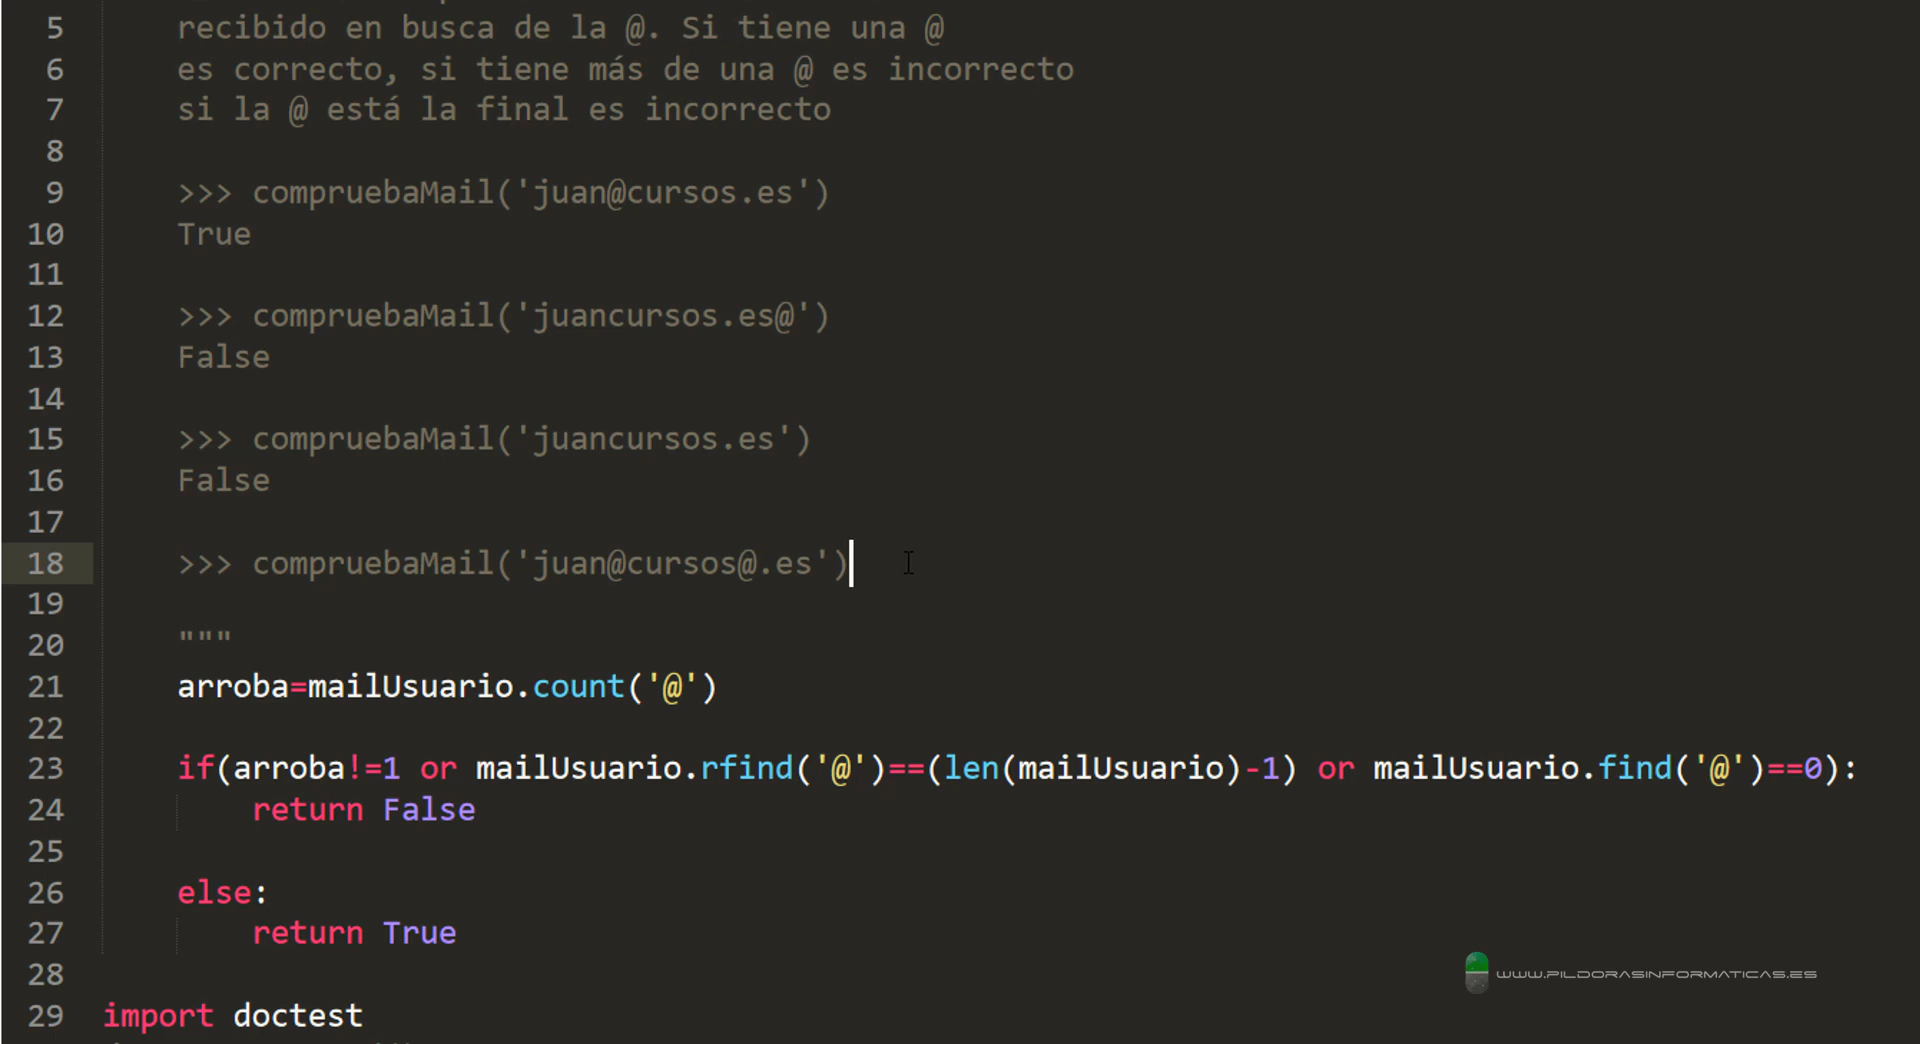 5 recibido en busca de la @. Si tiene una @
6 es correcto, si tiene más de una @ es incorrecto
7 si la @ está la final es incorrecto
8
9 >>> compruebaMail('juan@cursos.es')
10 True
11
12 >>> compruebaMail('juancursos.es@')
13 False
14
15 >>> compruebaMail('juancursos.es')
16 False
17
18 >>> compruebaMail('juan@cursos@.es')
19
20 """
21 arroba=mailUsuario.count('@')
22
23 if(arroba!=1 or mailUsuario.rfind('@')==(len(mailUsuario)-1) or mailUsuario.find('@')==0):
24 return False
25
26 else:
27 return True
28
WWW.PILDORASINFORMATICAS.ES
29 import doctest